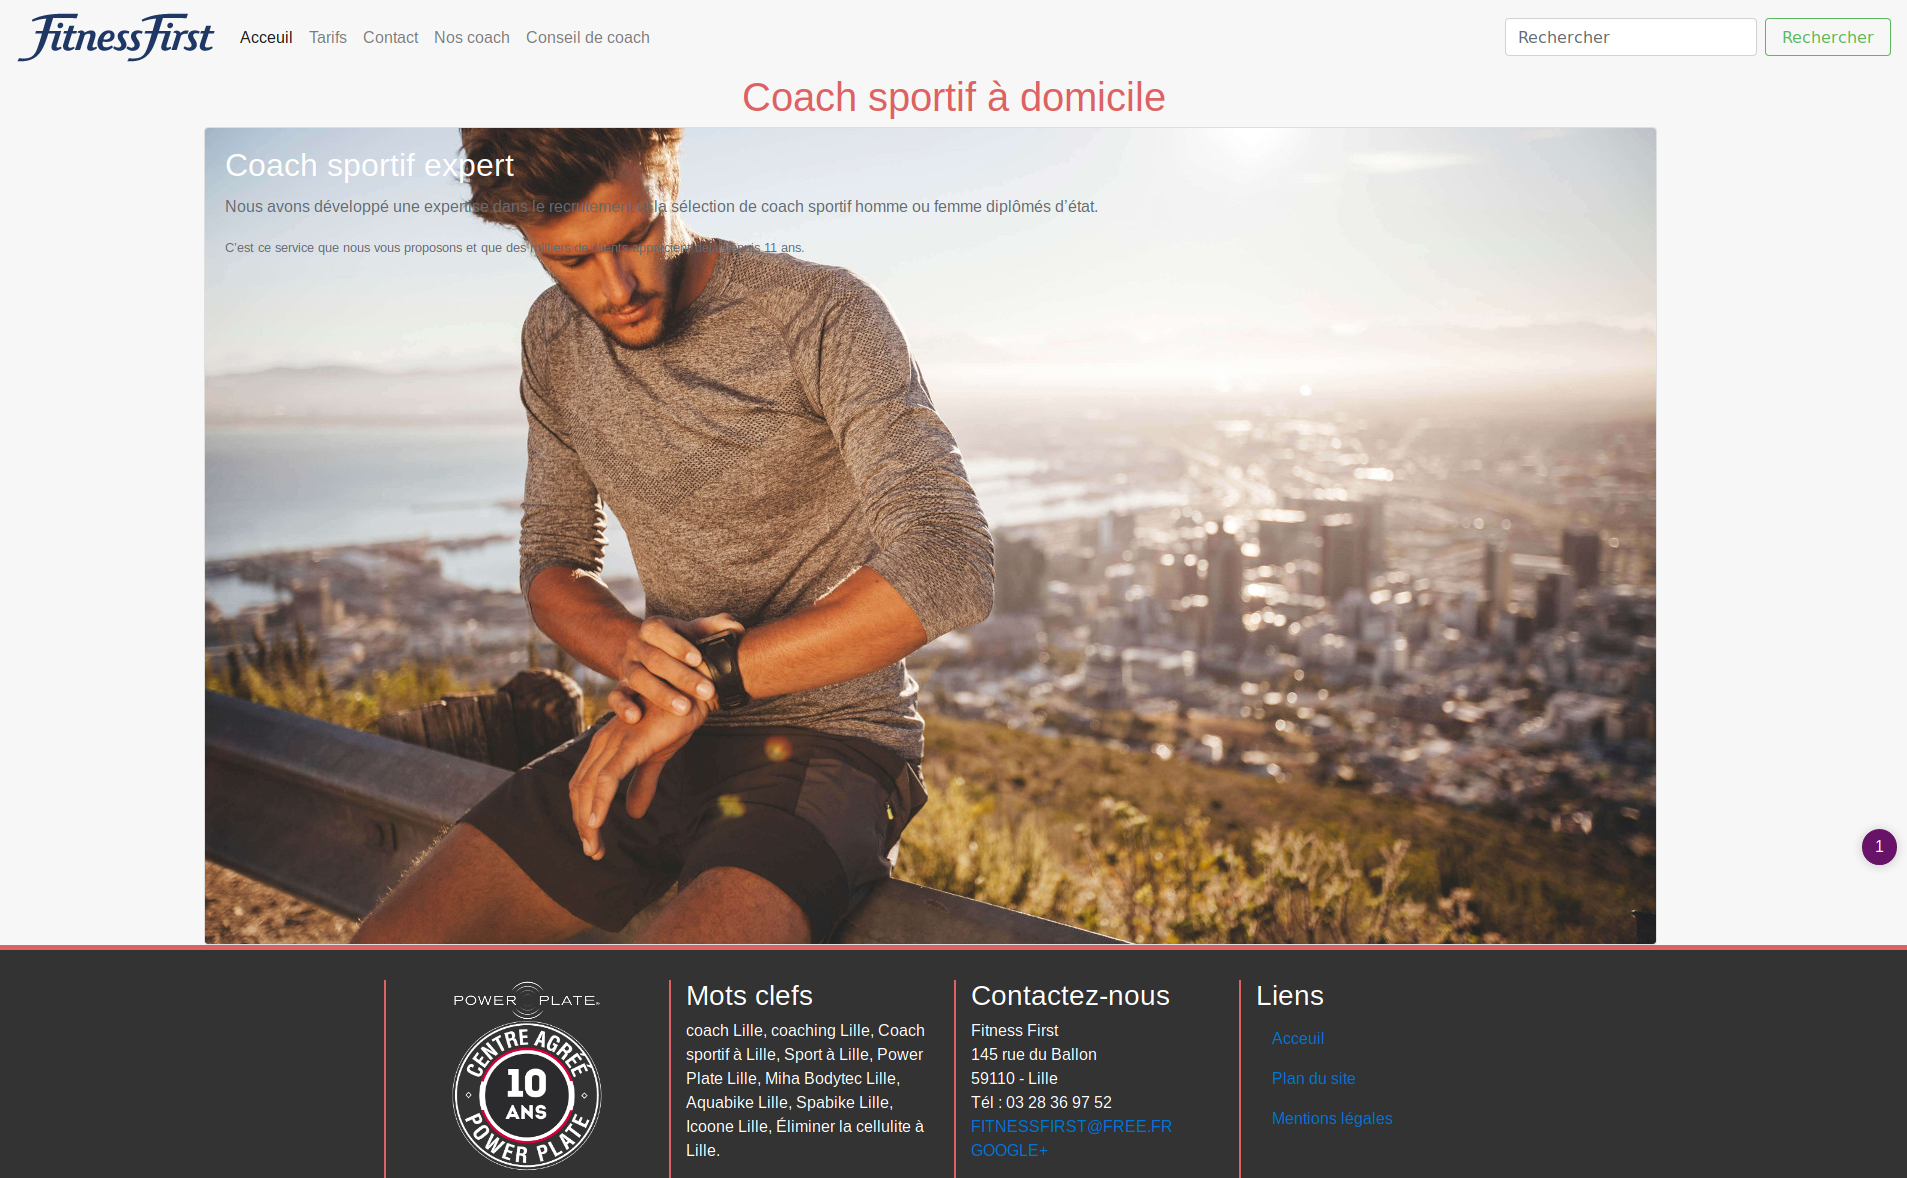 FitnessFirst
Acceuil
Tarifs
Contact
Nos coach
Conseil de coach
Rechercher
Rechercher
Coach sportif à domicile
Coach sportif expert
Nous avons développé une expertise dans le recrutement et la sélection de coach sportif homme ou femme diplômés d’état.
C’est ce service que nous vous proposons et que des milliers de clients apprécient déjà depuis 11 ans.
1
POWER PLATE
CENTRE AGRÉÉ
10
ANS
POWER PLATE
Mots clefs
coach Lille, coaching Lille, Coach
sportif à Lille, Sport à Lille, Power
Plate Lille, Miha Bodytec Lille,
Aquabike Lille, Spabike Lille,
Icoone Lille, Éliminer la cellulite à
Lille.
Contactez-nous
Fitness First
145 rue du Ballon
59110 - Lille
Tél : 03 28 36 97 52
FITNESSFIRST@FREE.FR
GOOGLE+
Liens
Acceuil
Plan du site
Mentions légales